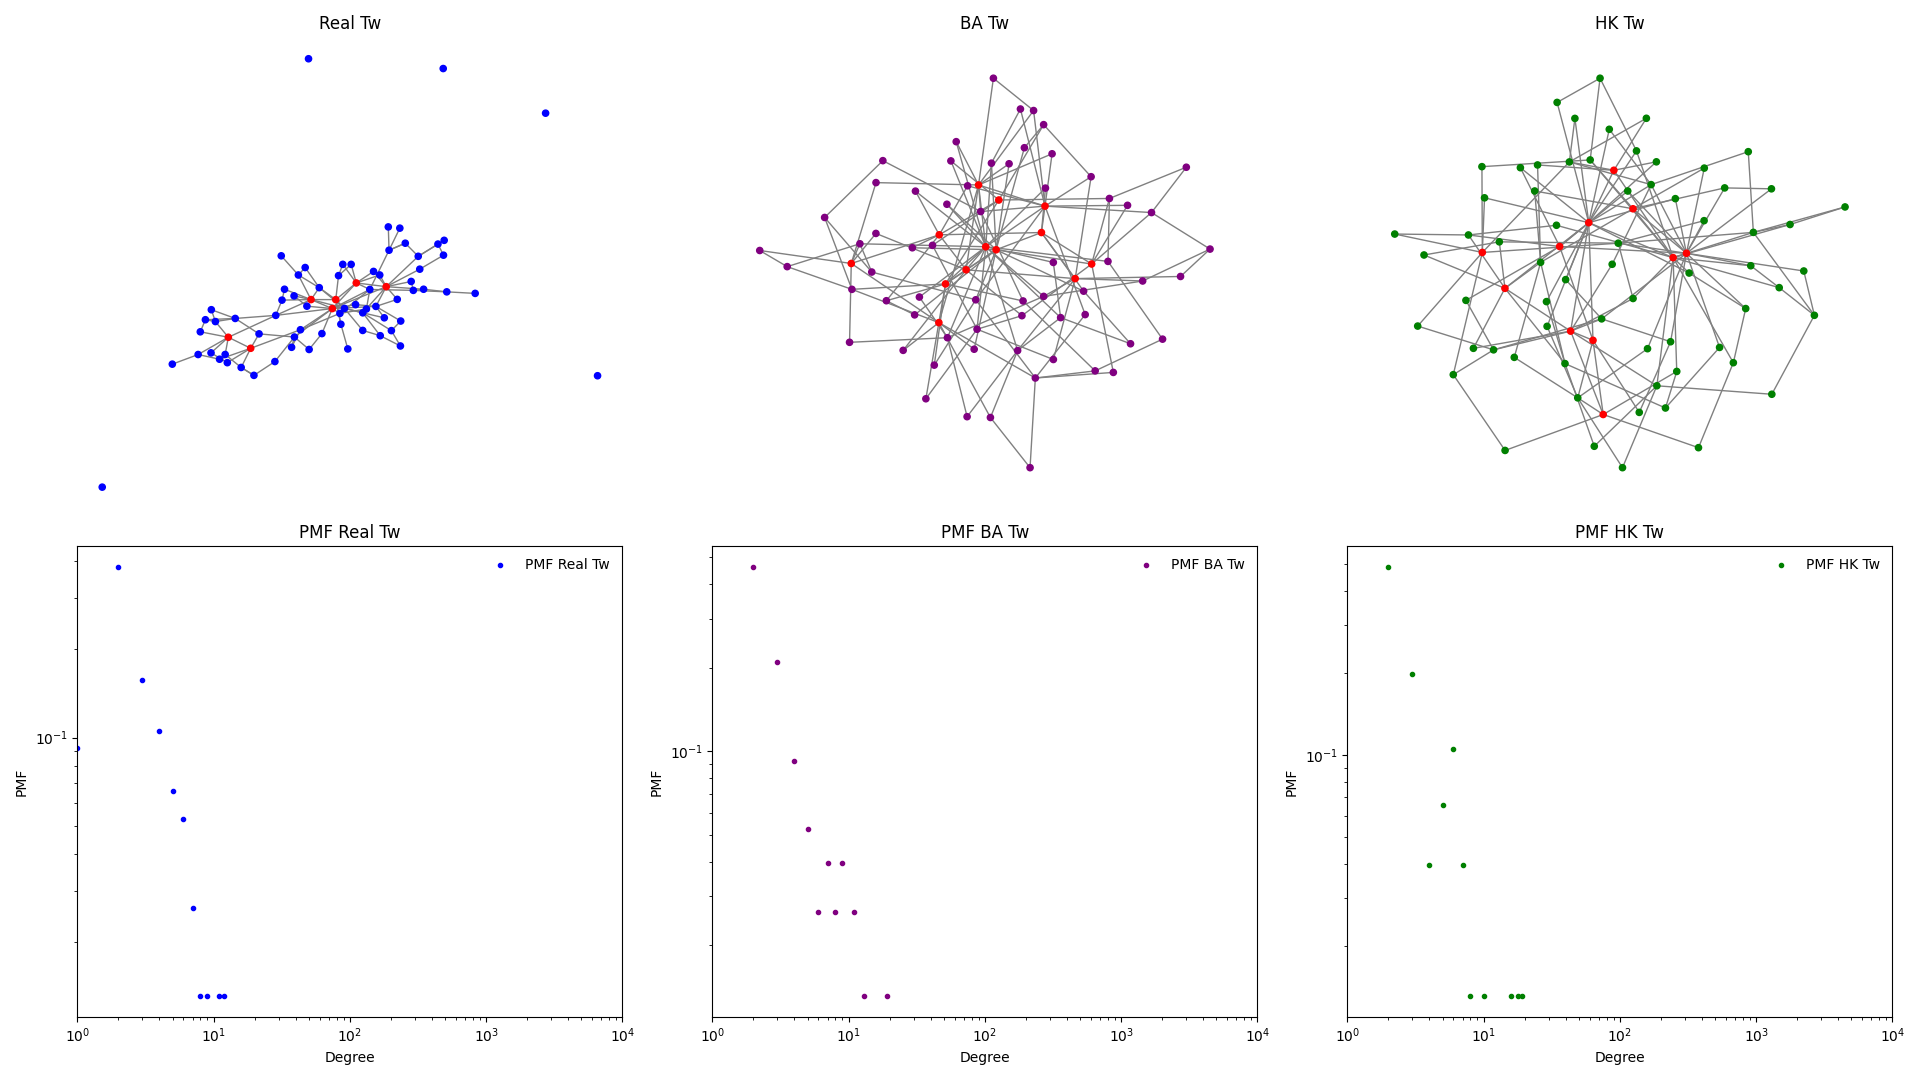 Real Tw
BA Tw
HK Tw
PMF Real Tw
PMF BA Tw
PMF HK Tw
PMF Real Tw
PMF BA Tw
PMF HK Tw
10⁻¹
10⁻¹
10⁻¹
PMF
PMF
PMF
10⁰ 10¹ 10² 10³ 10⁴
10⁰ 10¹ 10² 10³ 10⁴
10⁰ 10¹ 10² 10³ 10⁴
Degree
Degree
Degree